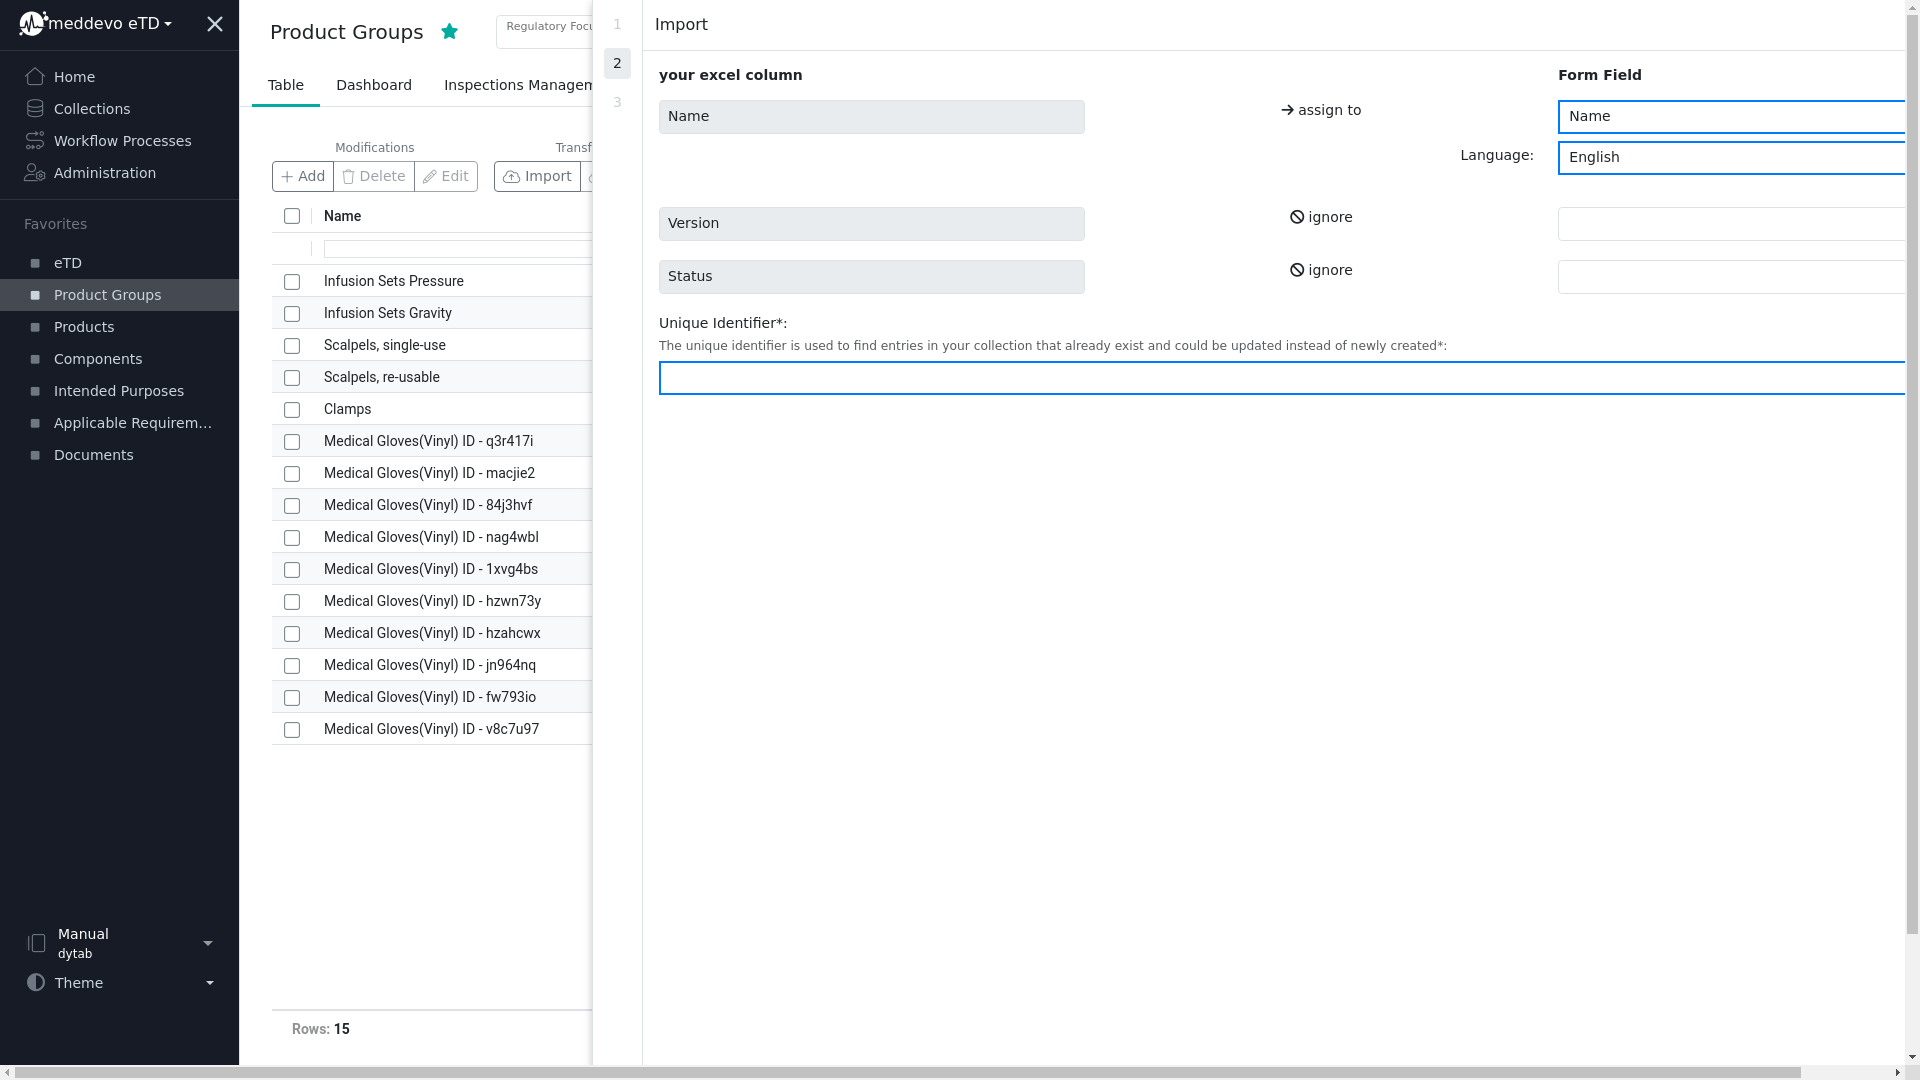 meddevo eTD
Home
Collections
Workflow Processes
Administration
Favorites
eTD
Product Groups
Products
Components
Intended Purposes
Applicable Requirem...
Documents
Manual
dytab
Theme
Product Groups
Regulatory Focu
Table
Dashboard
Inspections Managem
Modifications
Transf
Add
Delete
Edit
Import
Name
Infusion Sets Pressure
Infusion Sets Gravity
Scalpels, single-use
Scalpels, re-usable
Clamps
Medical Gloves(Vinyl) ID - q3r417i
Medical Gloves(Vinyl) ID - macjie2
Medical Gloves(Vinyl) ID - 84j3hvf
Medical Gloves(Vinyl) ID - nag4wbl
Medical Gloves(Vinyl) ID - 1xvg4bs
Medical Gloves(Vinyl) ID - hzwn73y
Medical Gloves(Vinyl) ID - hzahcwx
Medical Gloves(Vinyl) ID - jn964nq
Medical Gloves(Vinyl) ID - fw793io
Medical Gloves(Vinyl) ID - v8c7u97
Rows: 15
1
2
3
Import
your excel column
Form Field
Name
assign to
Name
Language:
English
Version
ignore
Status
ignore
Unique Identifier*:
The unique identifier is used to find entries in your collection that already exist and could be updated instead of newly created*: